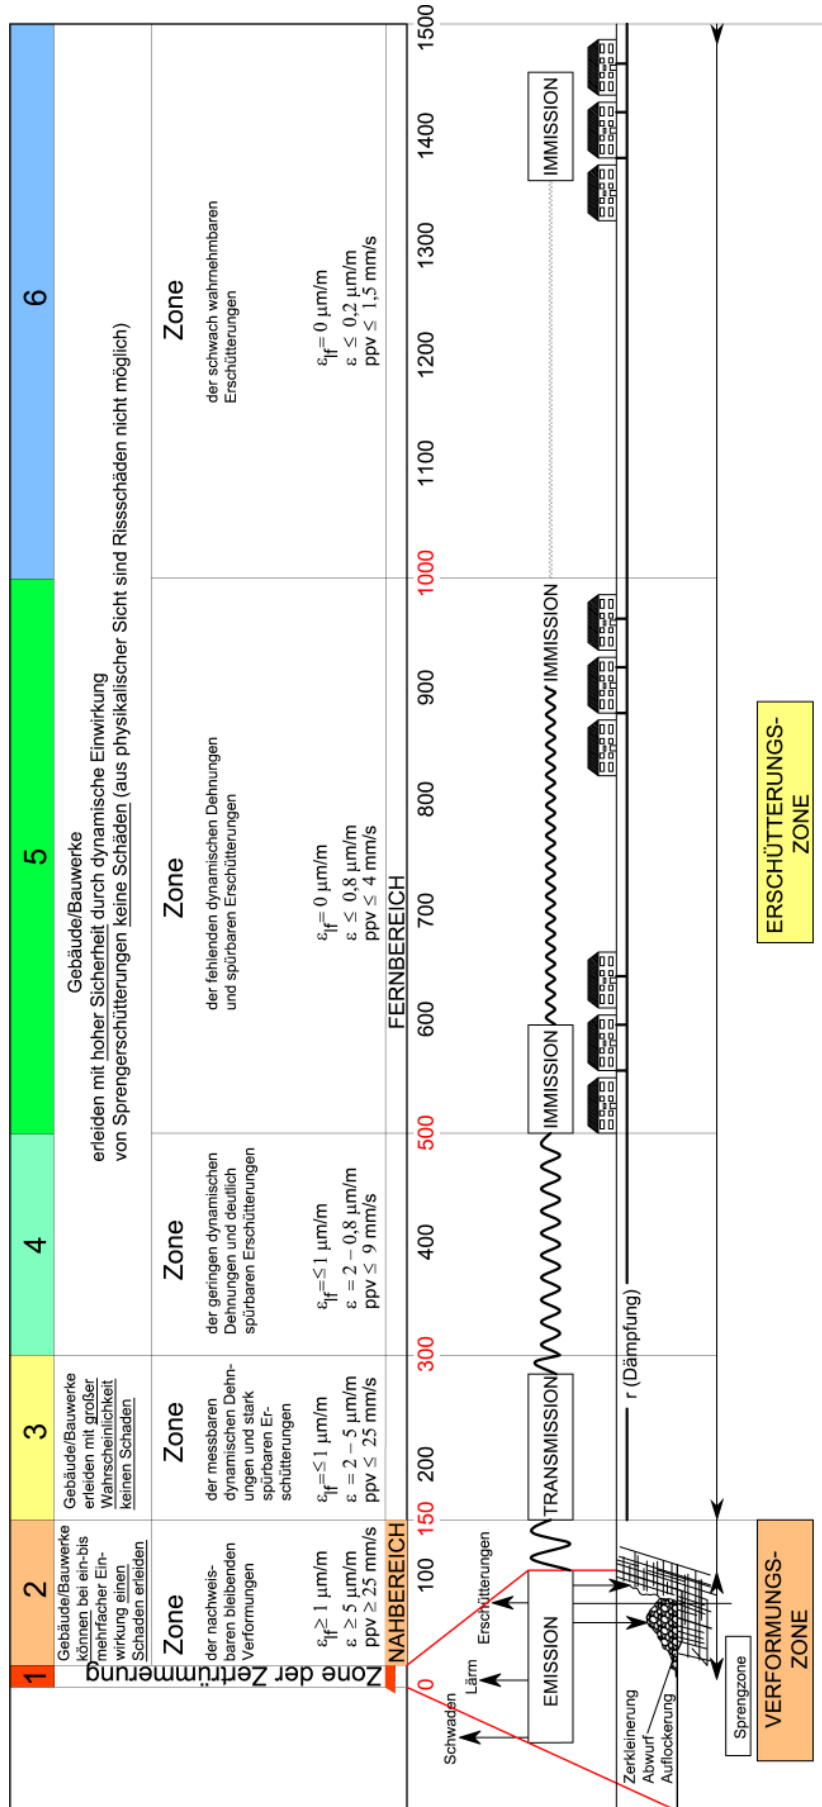 1
2
3
4
5
6
Zone der Zertrümmerung
Gebäude/Bauwerke
können bei ein-bis
mehrfacher Ein-
wirkung einen
Schaden erleiden
Gebäude/Bauwerke
erleiden mit großer
Wahrscheinlichkeit
keinen Schaden
Gebäude/Bauwerke
erleiden mit hoher Sicherheit durch dynamische Einwirkung
von Sprengerschütterungen keine Schäden (aus physikalischer Sicht sind Rissschäden nicht möglich)
Zone
der nachweis-
baren bleibenden
Verformungen
εlf≥ 1 µm/m
ε ≥ 5 µm/m
ppv ≥ 25 mm/s
Zone
der messbaren
dynamischen Dehn-
ungen und stark
spürbaren Er-
schütterungen
εlf=≤ 1 µm/m
ε = 2 – 5 µm/m
ppv ≤ 25 mm/s
Zone
der geringen dynamischen
Dehnungen und deutlich
spürbaren Erschütterungen
εlf=≤ 1 µm/m
ε = 2 – 0,8 µm/m
ppv ≤ 9 mm/s
Zone
der fehlenden dynamischen Dehnungen
und spürbaren Erschütterungen
εlf= 0 µm/m
ε ≤ 0,8 µm/m
ppv ≤ 4 mm/s
Zone
der schwach wahrnehmbaren
Erschütterungen
εlf= 0 µm/m
ε ≤ 0,2 µm/m
ppv ≤ 1,5 mm/s
NAHBEREICH
FERNBEREICH
0
100
150
200
300
400
500
600
700
800
900
1000
1100
1200
1300
1400
1500
Schwaden
Lärm
Erschütterungen
EMISSION
TRANSMISSION
IMMISSION
IMMISSION
IMMISSION
r (Dämpfung)
Zerkleinerung
Abwurf
Auflockerung
Sprengzone
VERFORMUNGS-
ZONE
ERSCHÜTTERUNGS-
ZONE